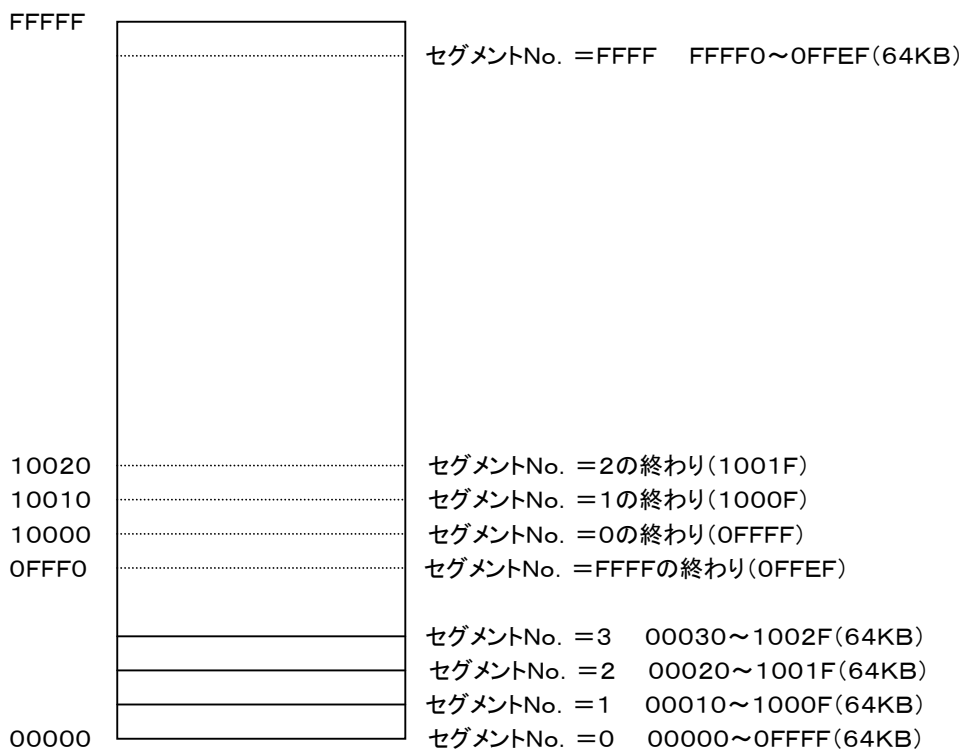 FFFFF
セグメントNo.=FFFF　FFFF0～0FFEF(64KB)
10020　セグメントNo.=2の終わり(1001F)
10010　セグメントNo.=1の終わり(1000F)
10000　セグメントNo.=0の終わり(0FFFF)
0FFF0　セグメントNo.=FFFFの終わり(0FFEF)
セグメントNo.=3　00030～1002F(64KB)
セグメントNo.=2　00020～1001F(64KB)
セグメントNo.=1　00010～1000F(64KB)
00000　セグメントNo.=0　00000～0FFFF(64KB)